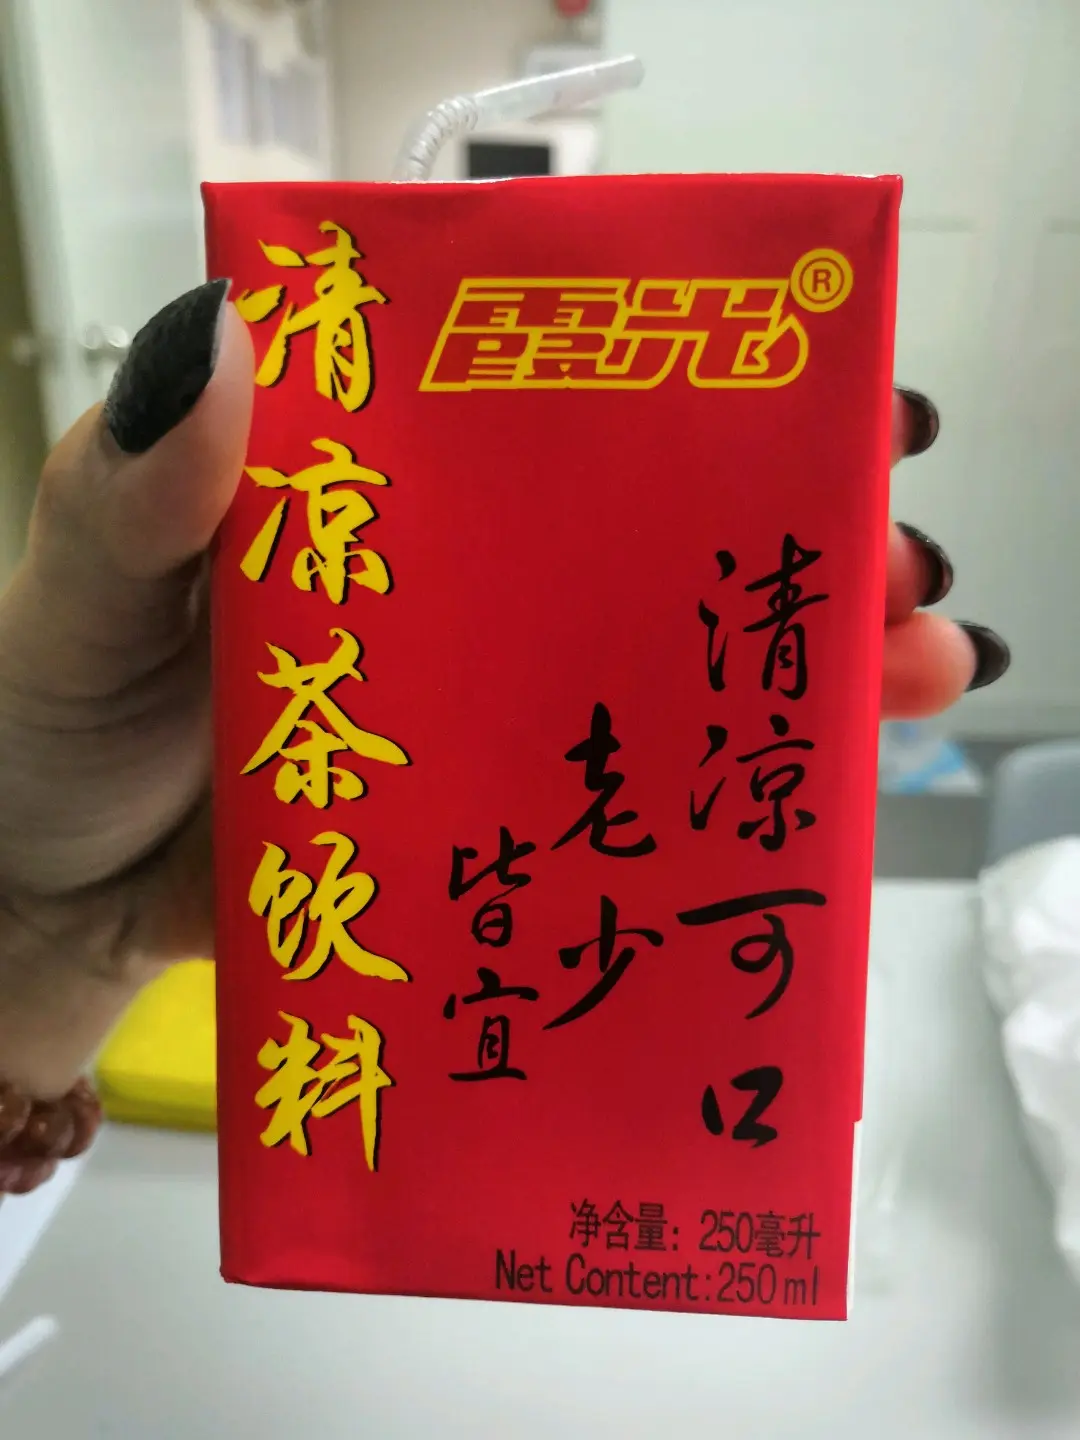 清凉茶饮料
霞光®
清凉可口
老少
皆宜
净含量：250毫升
Net Content:250ml